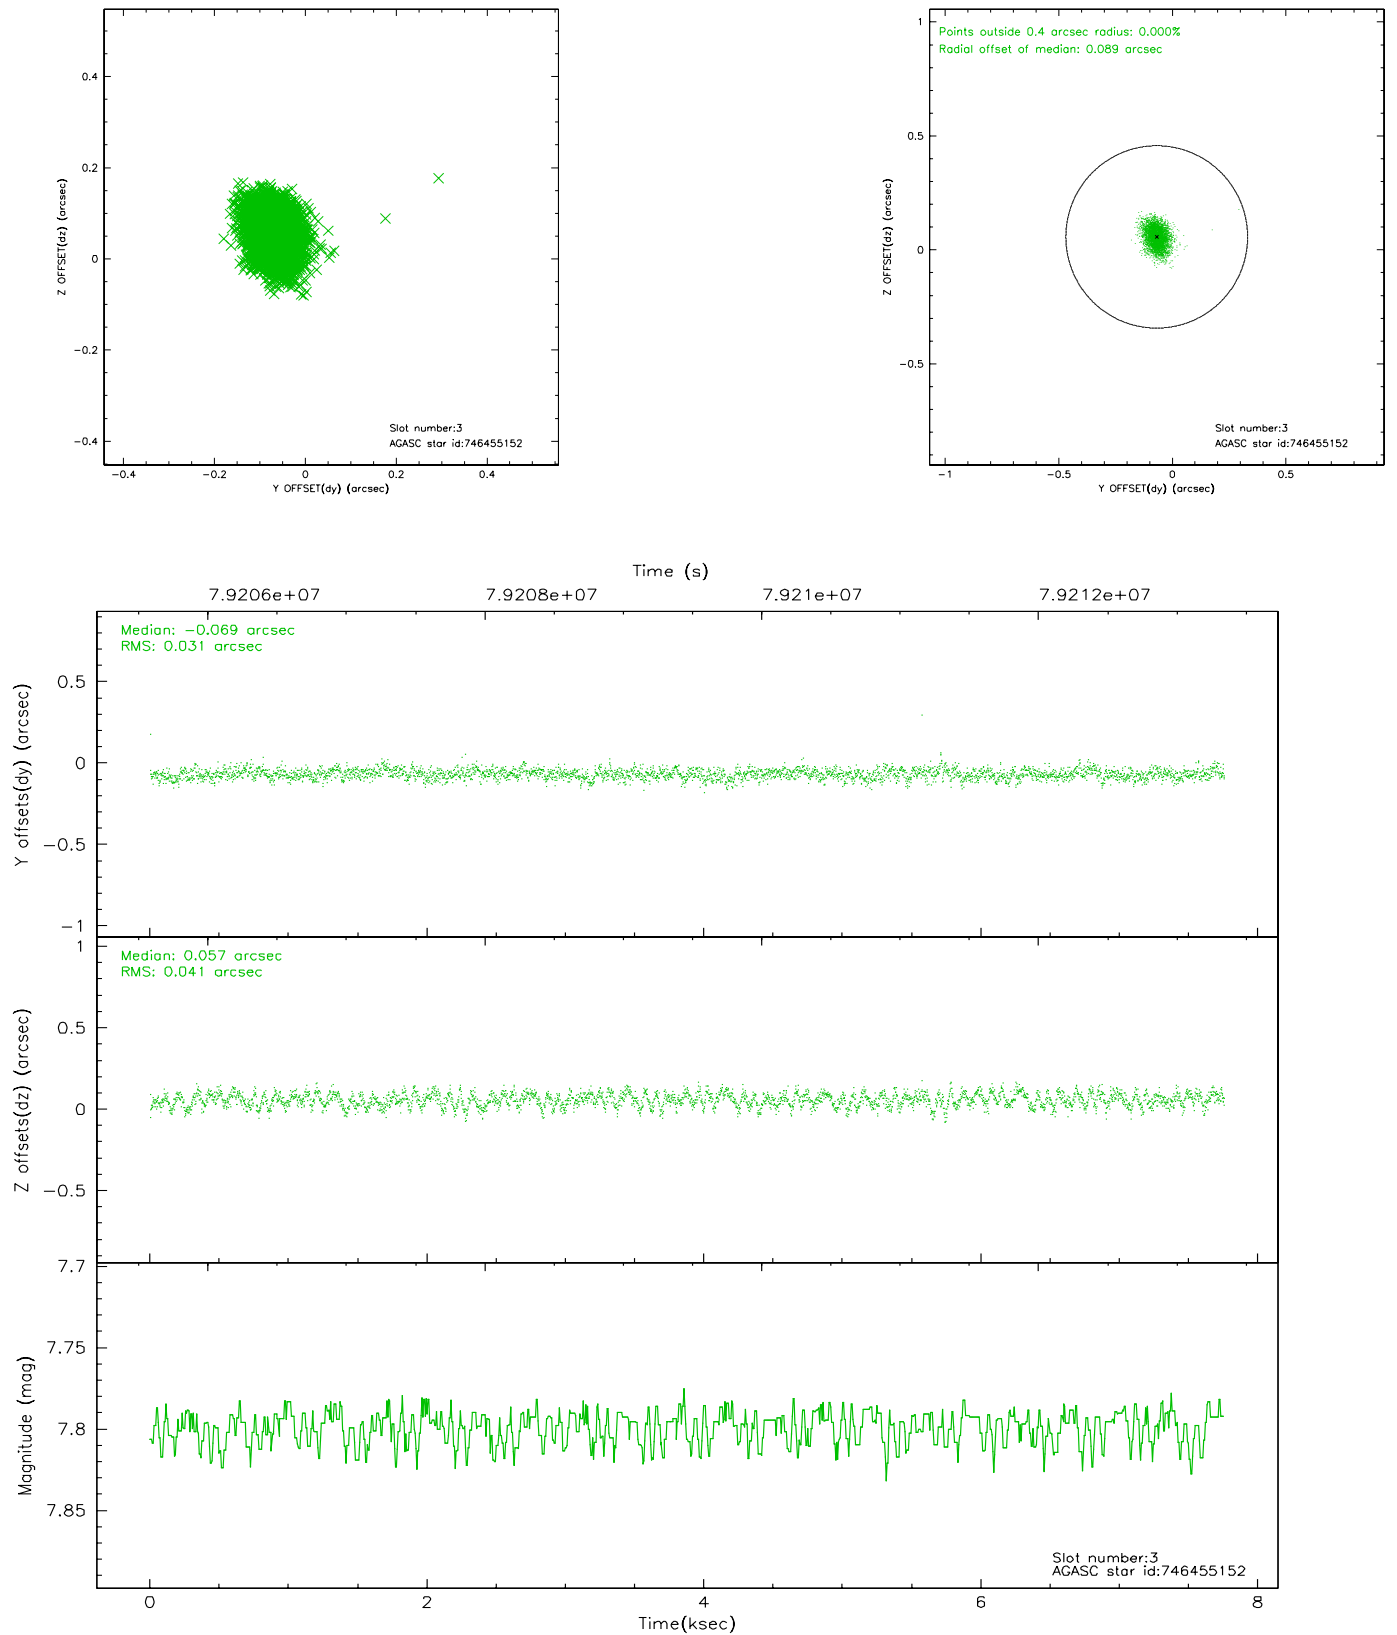 0.4
0.2
0
−0.2
−0.4
Z OFFSET(dz) (arcsec)
Slot number:3
AGASC star id:746455152
−0.4 −0.2 0 0.2 0.4
Y OFFSET(dy) (arcsec)
Points outside 0.4 arcsec radius: 0.000%
Radial offset of median: 0.089 arcsec
1
0.5
0
−0.5
Z OFFSET(dz) (arcsec)
Slot number:3
AGASC star id:746455152
−1 −0.5 0 0.5
Y OFFSET(dy) (arcsec)
Time (s)
7.9206e+07 7.9208e+07 7.921e+07 7.9212e+07
Median: −0.069 arcsec
RMS: 0.031 arcsec
0.5
0
−0.5
−1
Y offsets(dy) (arcsec)
Median: 0.057 arcsec
RMS: 0.041 arcsec
1
0.5
0
−0.5
Z offsets(dz) (arcsec)
7.7
7.75
7.8
7.85
Magnitude (mag)
Slot number:3
AGASC star id:746455152
0 2 4 6 8
Time(ksec)